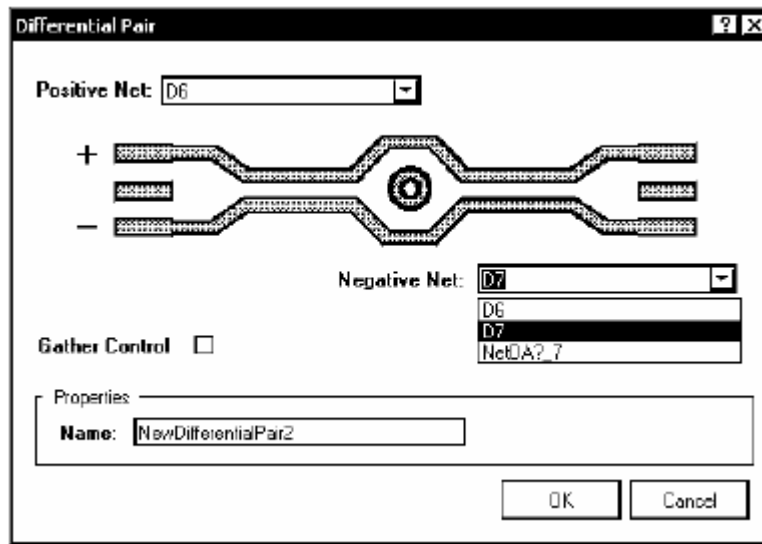 Differential Pair
Positive Net: D6
+
−
Negative Net: D7
D6
D7
NetDA?_7
Gather Control
Properties
Name: NewDifferentialPair2
OK Cancel